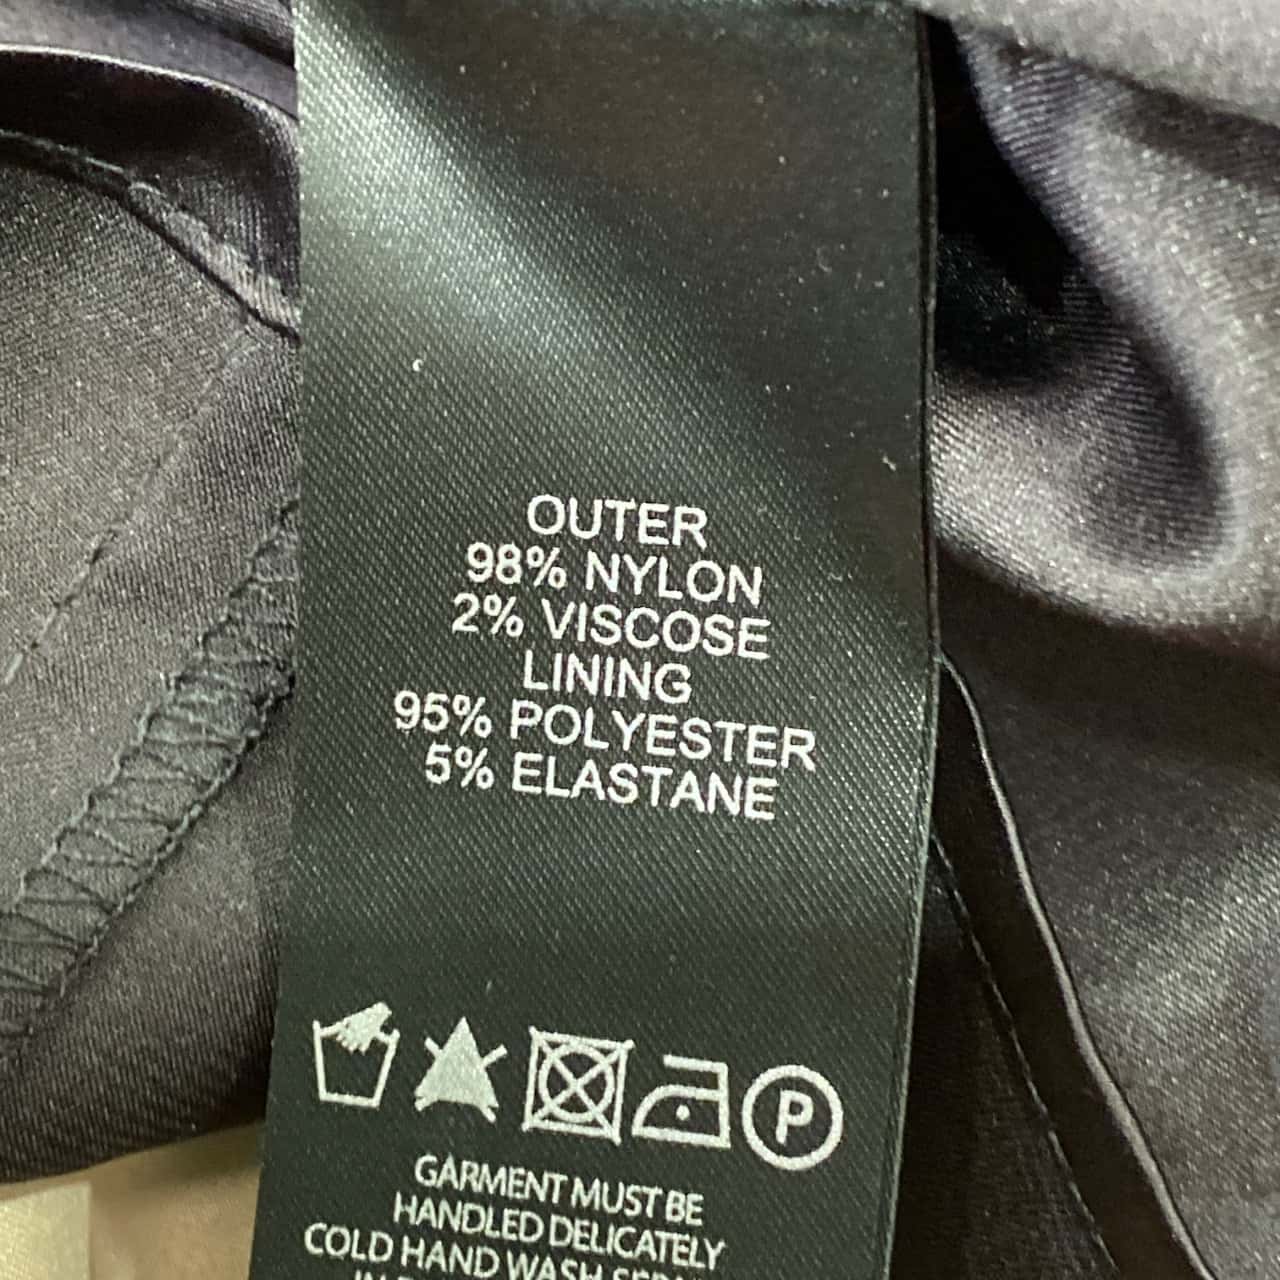 OUTER
98% NYLON
2% VISCOSE
LINING
95% POLYESTER
5% ELASTANE
P
GARMENT MUST BE
HANDLED DELICATELY
COLD HAND WASH